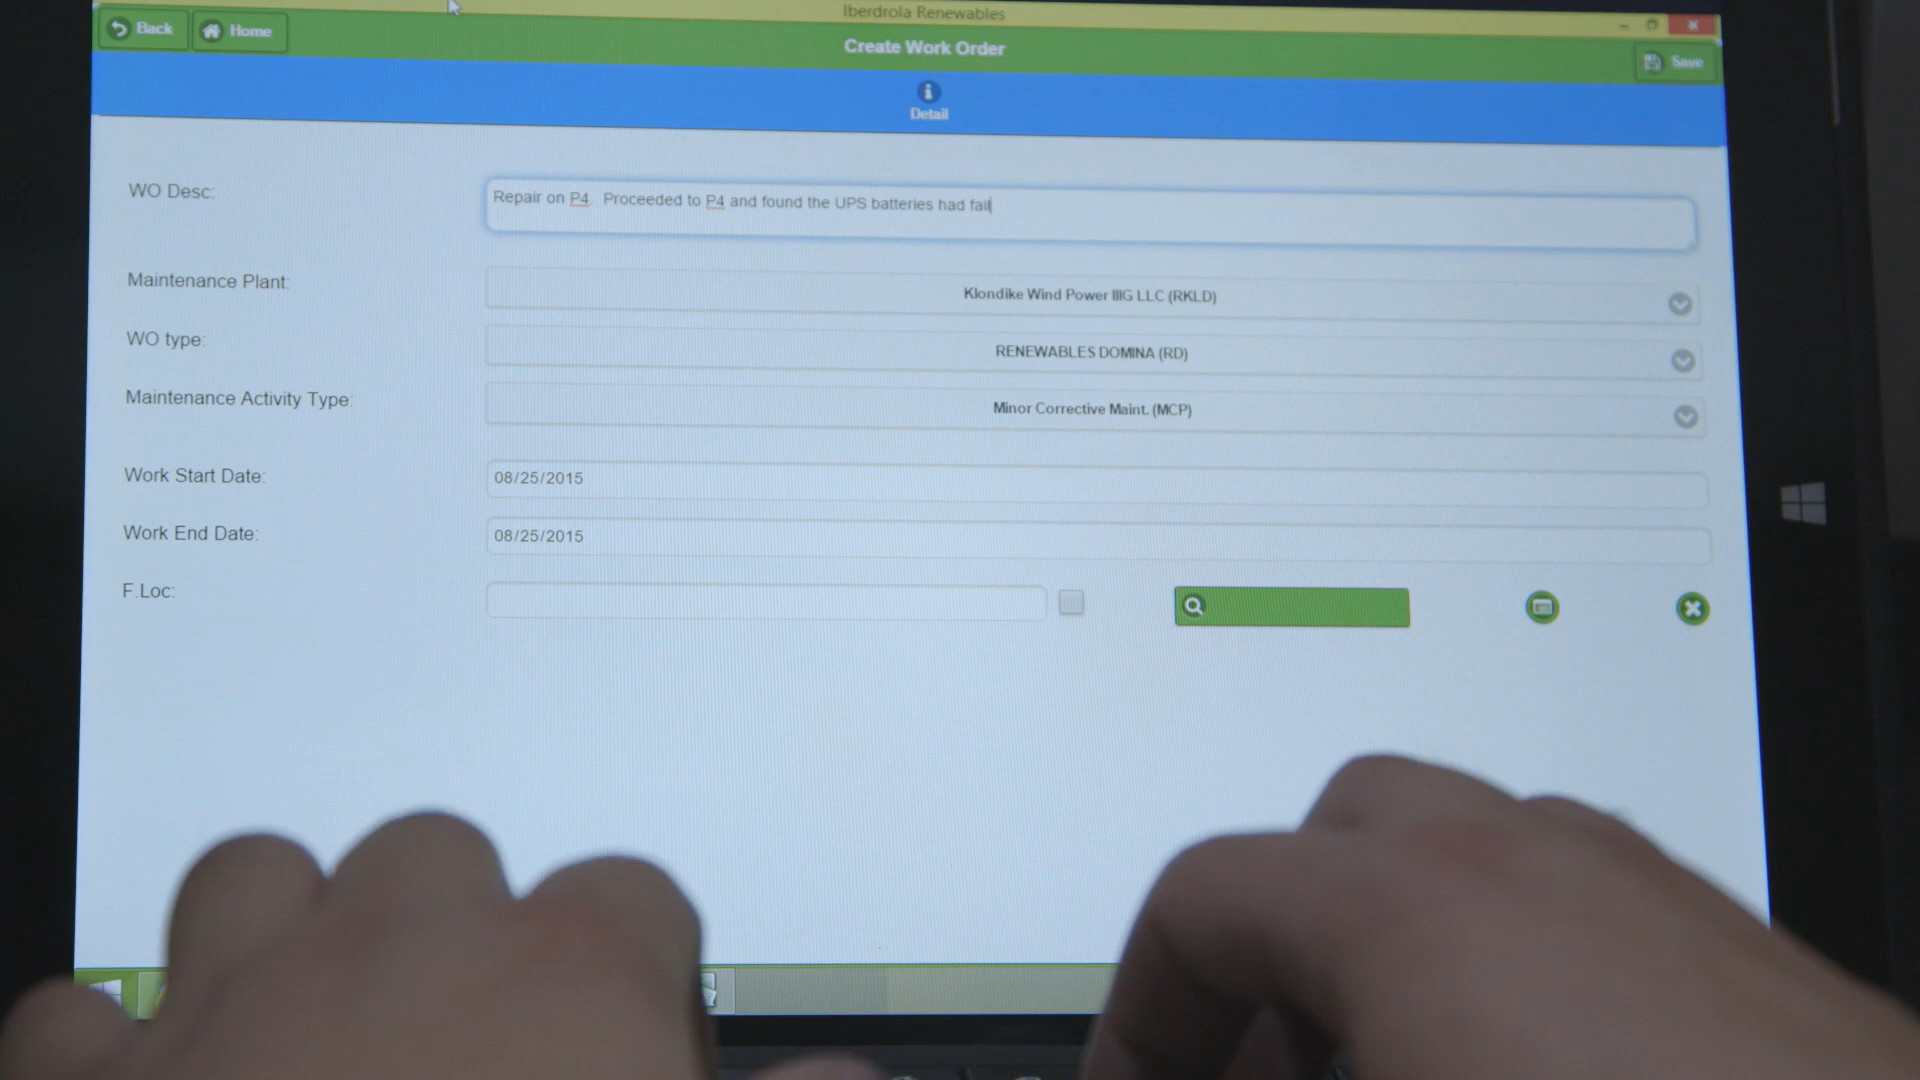 Iberdrola Renewables
Back Home
Create Work Order
Save
Detail
WO Desc:
Repair on P4.  Proceeded to P4 and found the UPS batteries had fail
Maintenance Plant:
Klondike Wind Power IIIG LLC (RKLD)
WO type:
RENEWABLES DOMINA (RD)
Maintenance Activity Type:
Minor Corrective Maint. (MCP)
Work Start Date:
08/25/2015
Work End Date:
08/25/2015
F.Loc: